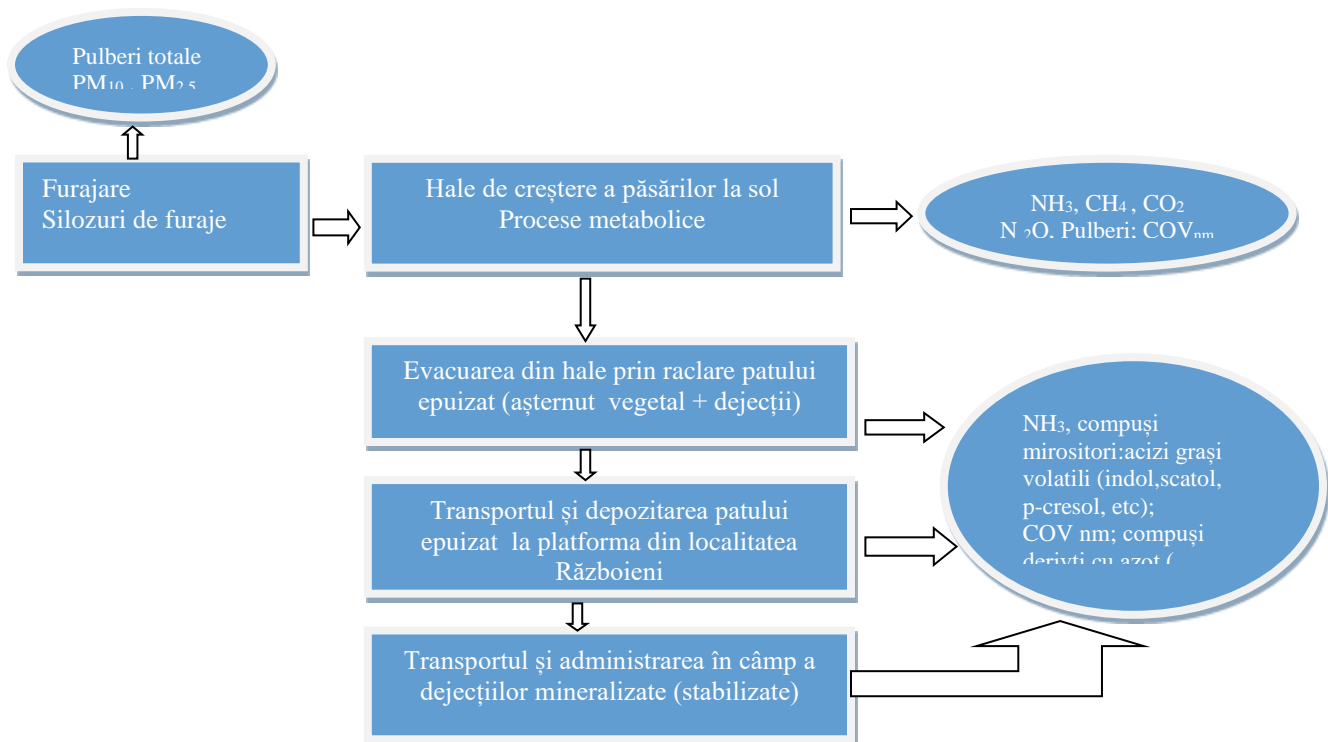 Pulberi totale
PM10 , PM2,5
Furajare
Silozuri de furaje
Hale de creștere a păsărilor la sol
Procese metabolice
NH3, CH4 , CO2
N 2O, Pulberi; COVnm
Evacuarea din hale prin raclare patului
epuizat (așternut vegetal + dejecții)
NH3, compuși
mirositori:acizi grași
volatili (indol,scatol,
p-cresol, etc);
COV nm; compuși
derivți cu azot (
Transportul și depozitarea patului
epuizat la platforma din localitatea
Războieni
Transportul și administrarea în câmp a
dejecțiilor mineralizate (stabilizate)